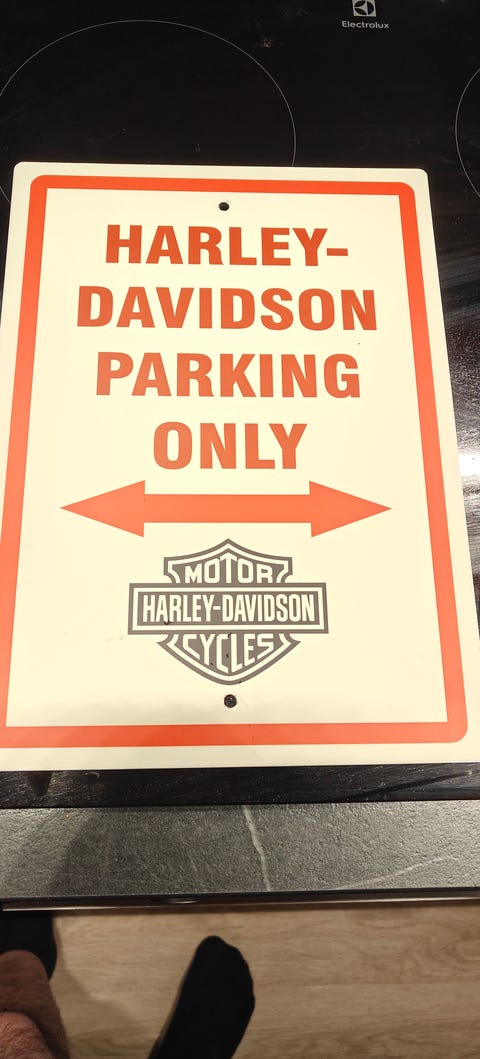 Electrolux
HARLEY-
DAVIDSON
PARKING
ONLY
MOTOR
HARLEY-DAVIDSON
CYCLES